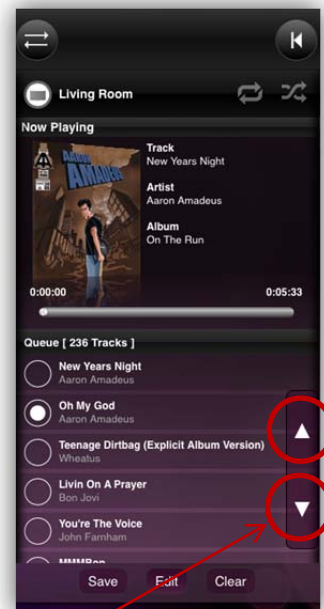 Living Room
Now Playing
AARON
AMADEUS
Track
New Years Night
Artist
Aaron Amadeus
Album
On The Run
0:00:00
0:05:33
Queue [ 236 Tracks ]
New Years Night
Aaron Amadeus
Oh My God
Aaron Amadeus
Teenage Dirtbag (Explicit Album Version)
Wheatus
Livin On A Prayer
Bon Jovi
You're The Voice
John Farnham
MMMBop
Save Edit Clear